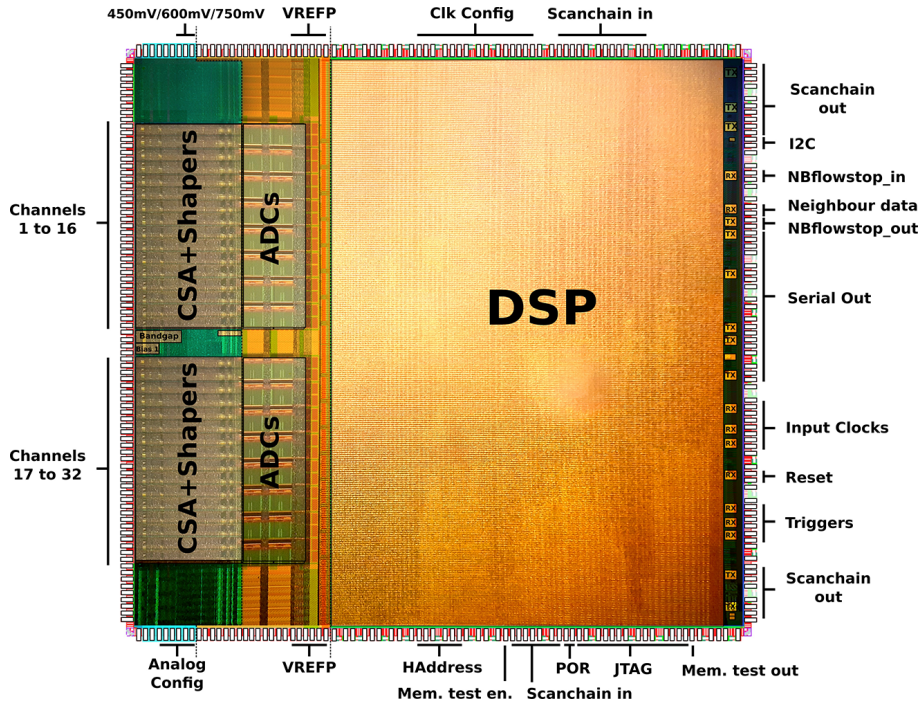 450mV/600mV/750mV
VREFP
Clk Config
Scanchain in
Channels
1 to 16
CSA+Shapers
ADCs
Bandgap
Bias 1
Channels
17 to 32
CSA+Shapers
ADCs
DSP
TX
TX
TX
RX
RX
TX
TX
TX
TX
TX
TX
RX
RX
RX
RX
RX
RX
RX
TX
TX
Scanchain
out
I2C
NBflowstop_in
Neighbour data
NBflowstop_out
Serial Out
Input Clocks
Reset
Triggers
Scanchain
out
Analog
Config
VREFP
HAddress
Mem. test en.
Scanchain in
POR
JTAG
Mem. test out